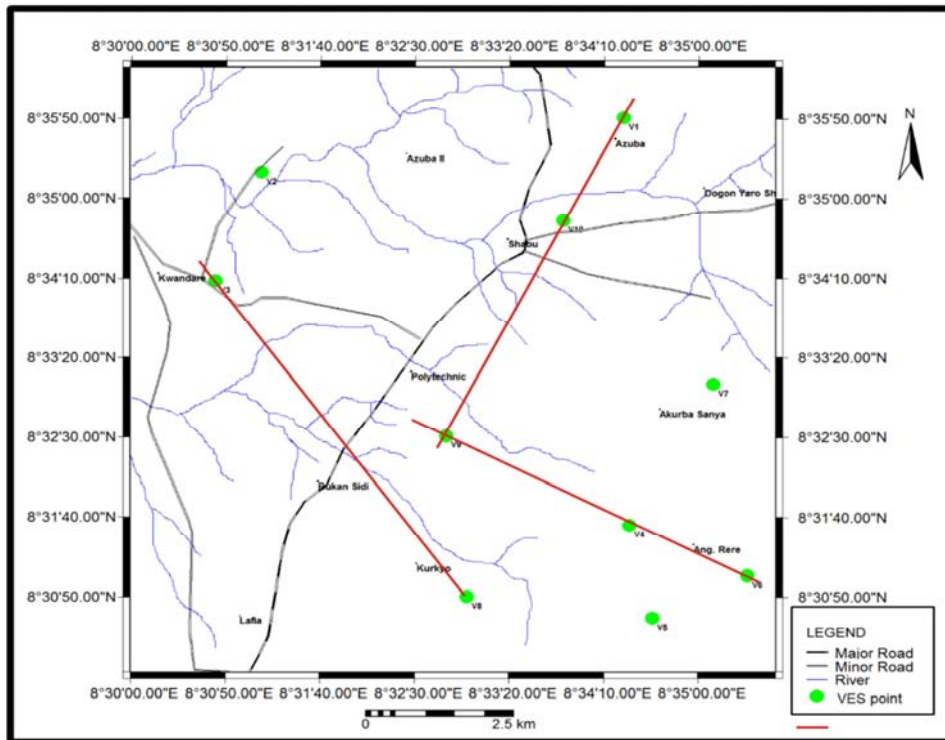 8°30'00.00"E 8°30'50.00"E 8°31'40.00"E 8°32'30.00"E 8°33'20.00"E 8°34'10.00"E 8°35'00.00"E
N
8°35'50.00"N V1 8°35'50.00"N
Azuba
Azuba II
V2
Dogon Yaro Sh
8°35'00.00"N 8°35'00.00"N
V10
Shabu
8°34'10.00"N Kwandare 8°34'10.00"N
V3
8°33'20.00"N 8°33'20.00"N
Polytechnic
V7
Akurba Sanya
8°32'30.00"N V9 8°32'30.00"N
Bukan Sidi
8°31'40.00"N 8°31'40.00"N
V4
Ang. Rere
Kurkyo
V6
8°30'50.00"N V8 8°30'50.00"N
Lafia
V5
8°30'00.00"E 8°30'50.00"E 8°31'40.00"E 8°32'30.00"E 8°33'20.00"E 8°34'10.00"E 8°35'00.00"E
0 2.5 km
LEGEND
Major Road
Minor Road
River
VES point